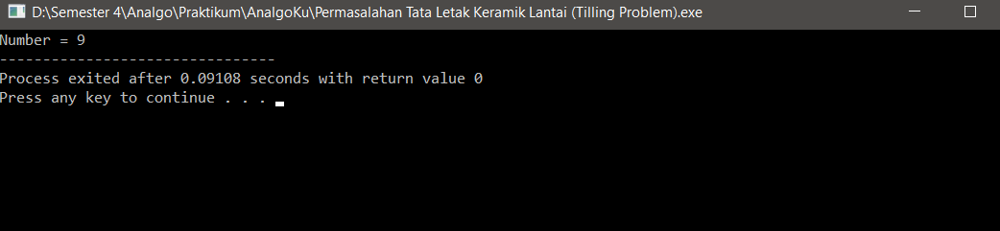 D:\Semester 4\Analgo\Praktikum\AnalgoKu\Permasalahan Tata Letak Keramik Lantai (Tilling Problem).exe
Number = 9
--------------------------------
Process exited after 0.09108 seconds with return value 0
Press any key to continue . . .